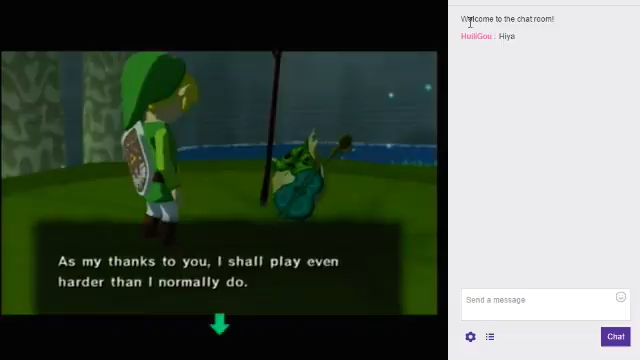 Welcome to the chat room!
HuiliGou : Hiya
As my thanks to you, I shall play even
harder than I normally do.
Send a message
Chat